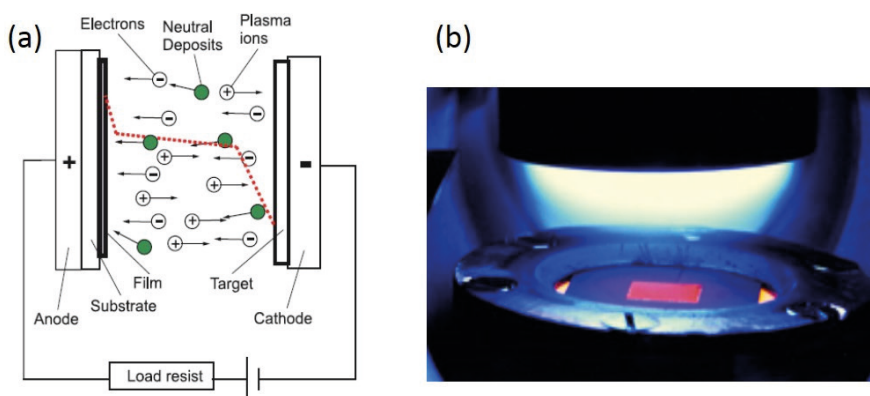 (a)
Electrons
Neutral
Deposits
Plasma
ions
(b)
+
-
Film
Substrate
Anode
Target
Cathode
Load resist